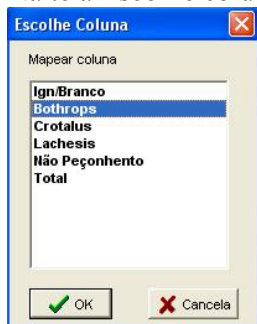 Escolhe Coluna
Mapear coluna
Ign/Branco
Bothrops
Crotalus
Lachesis
Não Peçonhento
Total
OK
Cancela